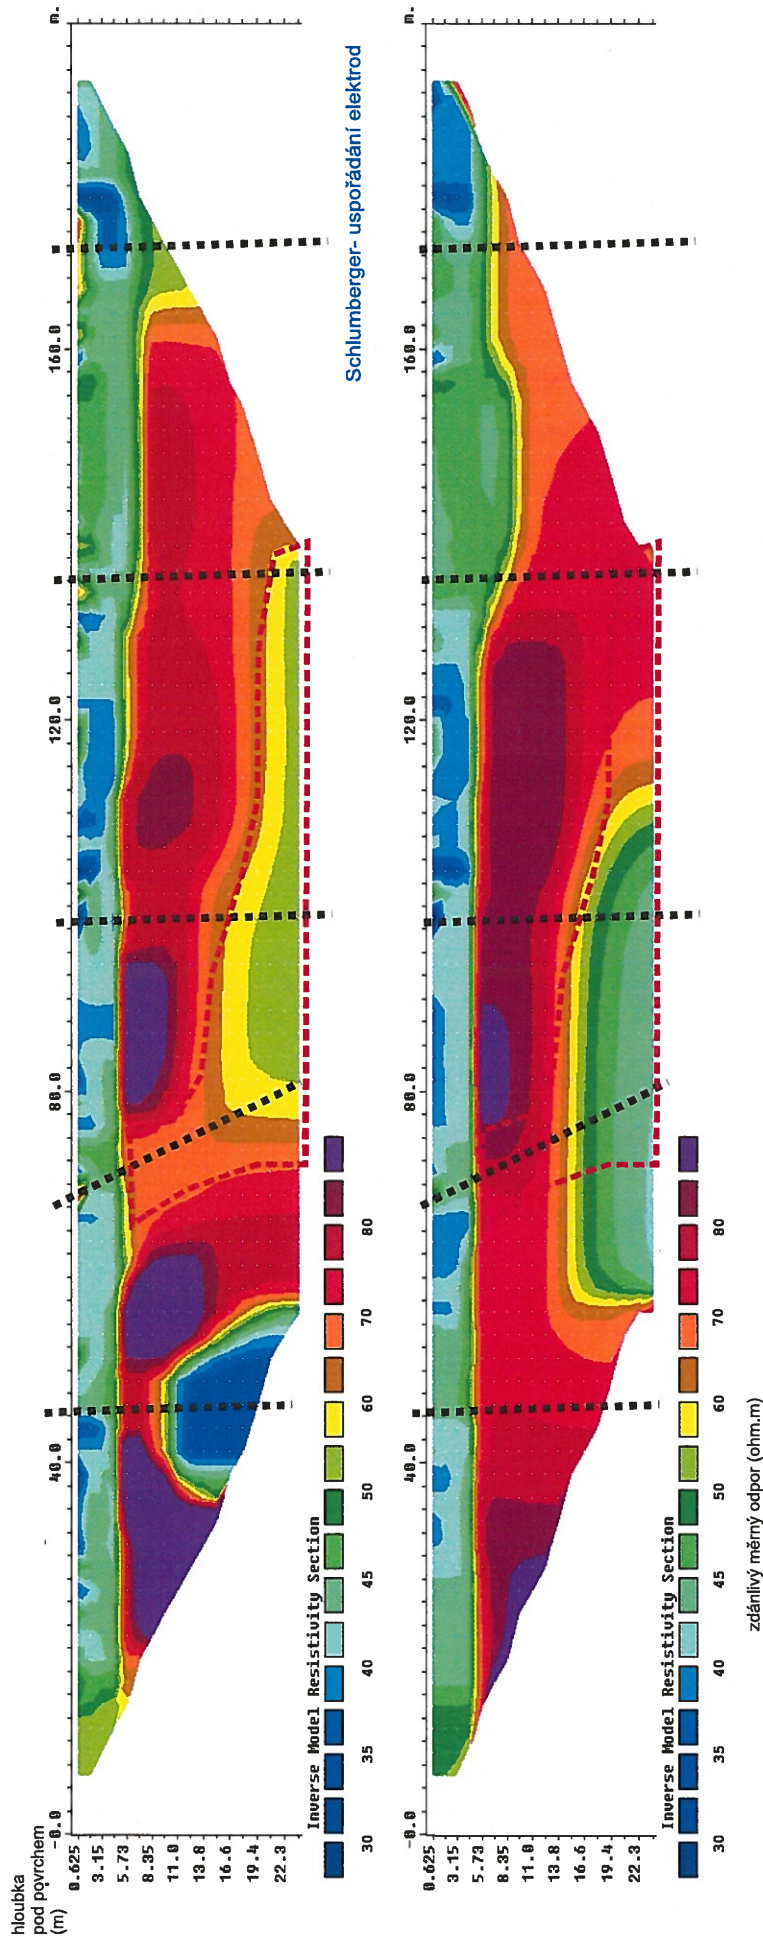 hloubka
pod povrchem
(m)
-0.0 40.0 80.0 120.0 160.0 m.
0.625
3.15
5.73
8.35
11.0
13.8
16.6
19.4
22.3
Inverse Model Resistivity Section
30 35 40 45 50 60 70 80
Schlumberger- uspořádání elektrod
-0.0 40.0 80.0 120.0 160.0 m.
0.625
3.15
5.73
8.35
11.0
13.8
16.6
19.4
22.3
Inverse Model Resistivity Section
30 35 40 45 50 60 70 80
zdánlivý měrný odpor (ohm.m)